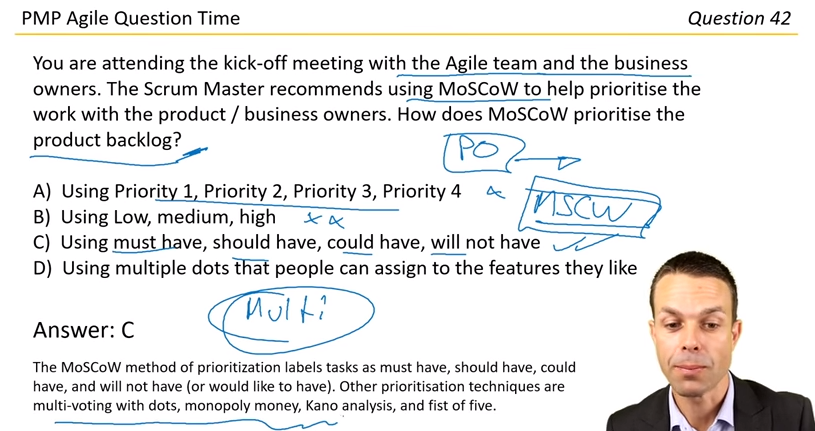 PMP Agile Question Time
Question 42
You are attending the kick-off meeting with the Agile team and the business
owners. The Scrum Master recommends using MoSCoW to help prioritise the
work with the product / business owners. How does MoSCoW prioritise the
product backlog?
PO
A) Using Priority 1, Priority 2, Priority 3, Priority 4
MSCW
B) Using Low, medium, high
C) Using must have, should have, could have, will not have
D) Using multiple dots that people can assign to the features they like
Multi
Answer: C
The MoSCoW method of prioritization labels tasks as must have, should have, could
have, and will not have (or would like to have). Other prioritisation techniques are
multi-voting with dots, monopoly money, Kano analysis, and fist of five.